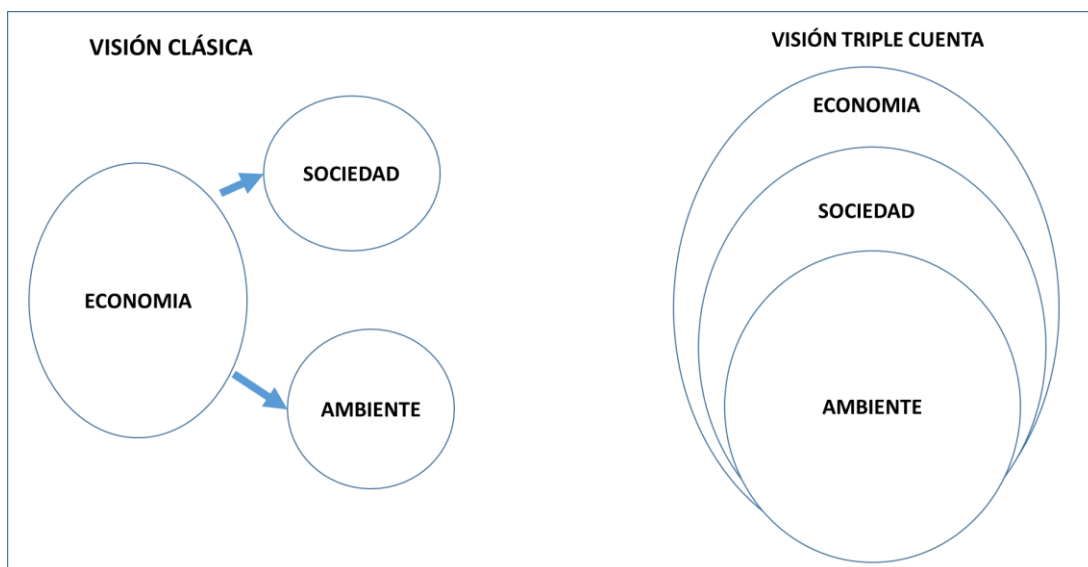 VISIÓN CLÁSICA
SOCIEDAD
ECONOMIA
AMBIENTE
VISIÓN TRIPLE CUENTA
ECONOMIA
SOCIEDAD
AMBIENTE